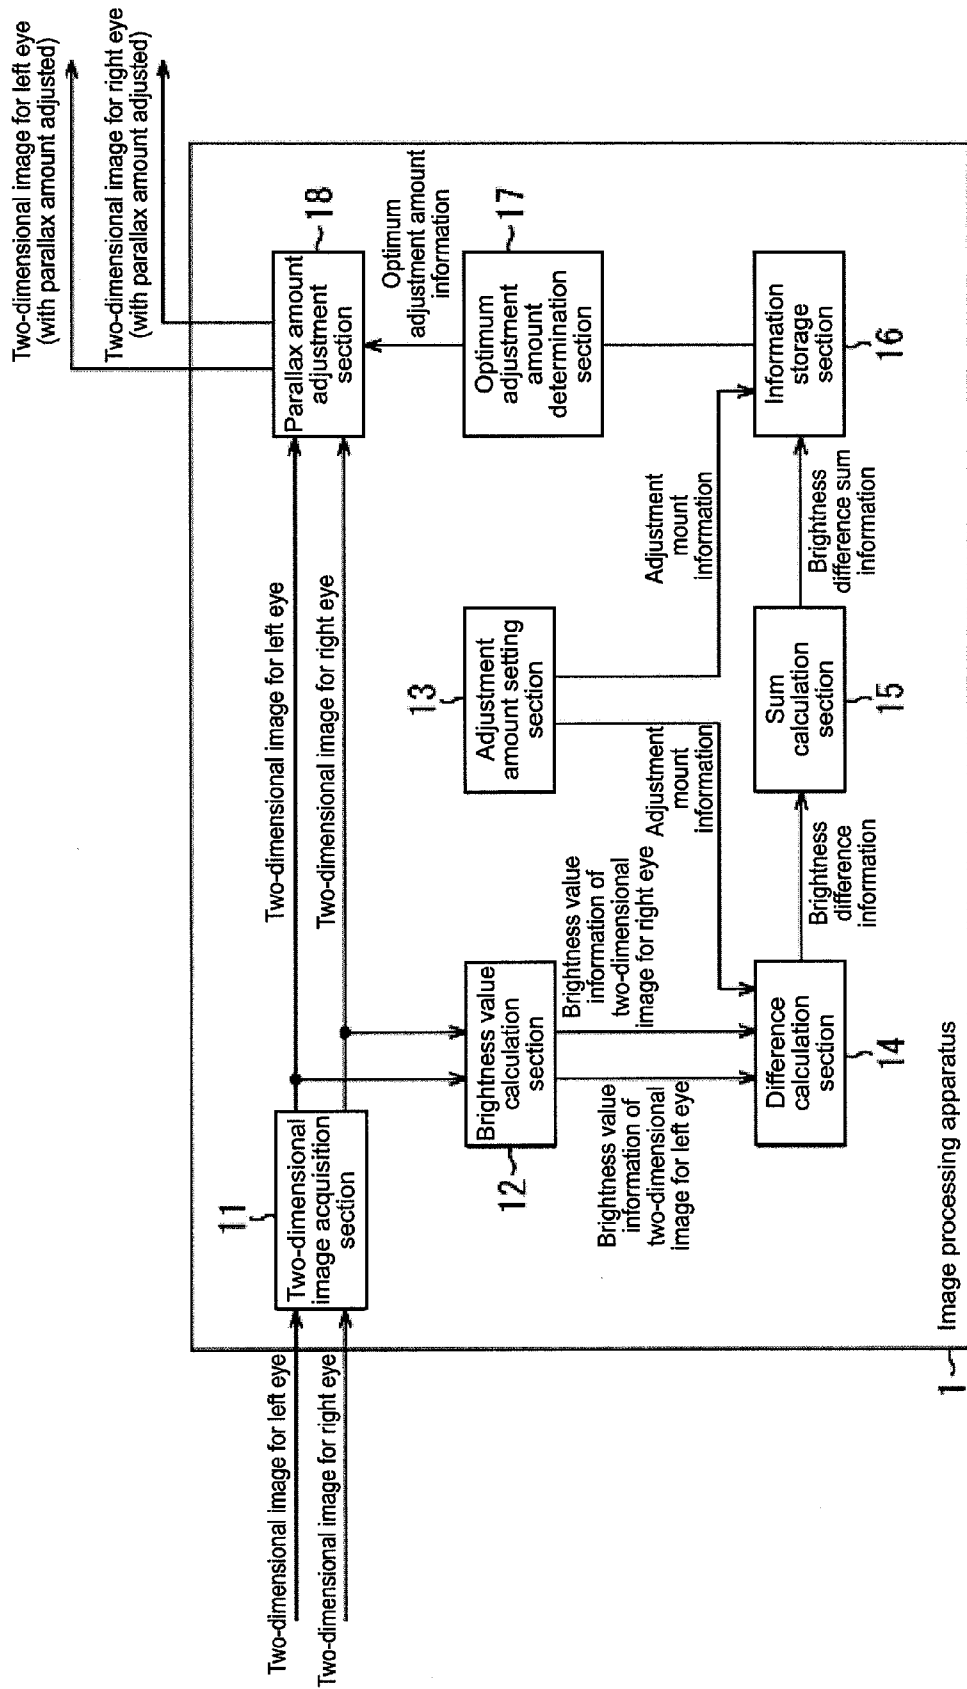 Two-dimensional image for left eye
(with parallax amount adjusted)
Two-dimensional image for right eye
(with parallax amount adjusted)
Two-dimensional image for left eye
Two-dimensional image for right eye
11
Two-dimensional
image acquisition
section
Two-dimensional image for left eye
Two-dimensional image for right eye
Parallax amount
adjustment
section
18
Optimum
adjustment amount
information
12
Brightness value
calculation
section
13
Adjustment
amount setting
section
Optimum
adjustment
amount
determination
section
17
Brightness value
information of
two-dimensional
image for left eye
Brightness value
information of
two-dimensional
image for right eye
Adjustment
mount
information
Adjustment
mount
information
Difference
calculation
section
14
Brightness
difference
information
Sum
calculation
section
15
Brightness
difference sum
information
Information
storage
section
16
1
Image processing apparatus